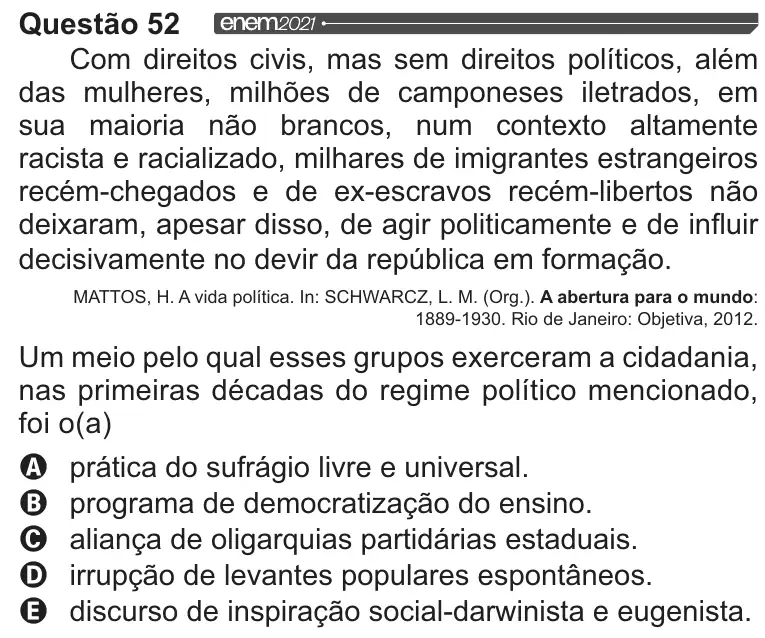 Questão 52 enem2021
Com direitos civis, mas sem direitos políticos, além
das mulheres, milhões de camponeses iletrados, em
sua maioria não brancos, num contexto altamente
racista e racializado, milhares de imigrantes estrangeiros
recém-chegados e de ex-escravos recém-libertos não
deixaram, apesar disso, de agir politicamente e de influir
decisivamente no devir da república em formação.
MATTOS, H. A vida política. In: SCHWARCZ, L. M. (Org.). A abertura para o mundo:
1889-1930. Rio de Janeiro: Objetiva, 2012.
Um meio pelo qual esses grupos exerceram a cidadania,
nas primeiras décadas do regime político mencionado,
foi o(a)
A prática do sufrágio livre e universal.
B programa de democratização do ensino.
C aliança de oligarquias partidárias estaduais.
D irrupção de levantes populares espontâneos.
E discurso de inspiração social-darwinista e eugenista.